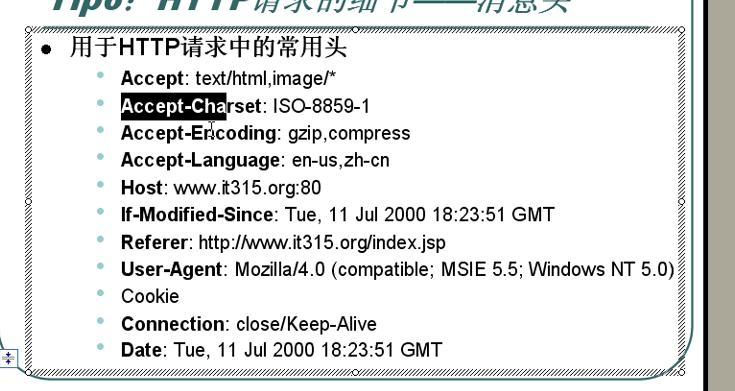 Tips: HTTP请求的细节——消息头
用于HTTP请求中的常用头
Accept: text/html,image/*
Accept-Charset: ISO-8859-1
Accept-Encoding: gzip,compress
Accept-Language: en-us,zh-cn
Host: www.it315.org:80
If-Modified-Since: Tue, 11 Jul 2000 18:23:51 GMT
Referer: http://www.it315.org/index.jsp
User-Agent: Mozilla/4.0 (compatible; MSIE 5.5; Windows NT 5.0)
Cookie
Connection: close/Keep-Alive
Date: Tue, 11 Jul 2000 18:23:51 GMT